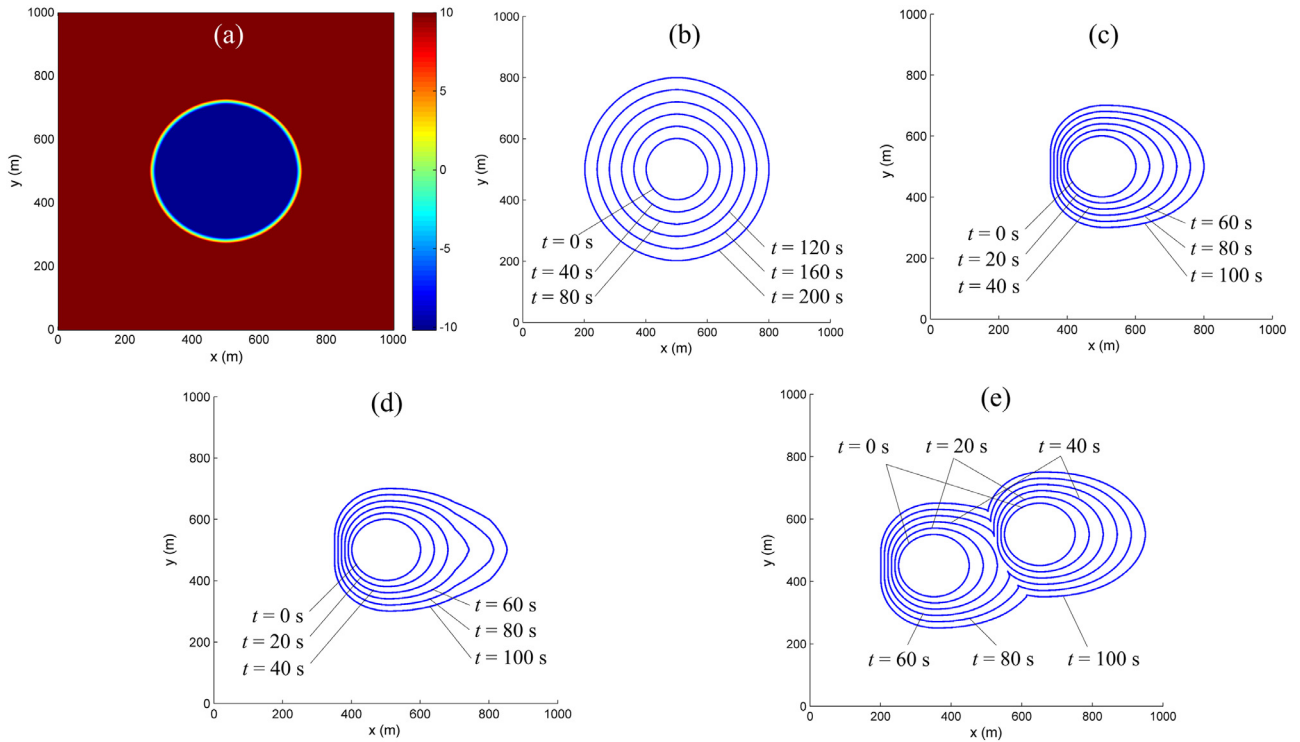 (a)
1000
800
600
400
200
0
y (m)
0 200 400 600 800 1000
x (m)
10
5
0
-5
-10
(b)
1000
800
600
400
200
0
y (m)
t = 0 s
t = 40 s
t = 80 s
t = 120 s
t = 160 s
t = 200 s
0 200 400 600 800 1000
x (m)
(c)
1000
800
600
400
200
0
y (m)
t = 0 s
t = 20 s
t = 40 s
t = 60 s
t = 80 s
t = 100 s
0 200 400 600 800 1000
x (m)
(d)
1000
800
600
400
200
0
y (m)
t = 0 s
t = 20 s
t = 40 s
t = 60 s
t = 80 s
t = 100 s
0 200 400 600 800 1000
x (m)
(e)
1000
800
600
400
200
0
y (m)
t = 0 s t = 20 s t = 40 s
t = 60 s t = 80 s t = 100 s
0 200 400 600 800 1000
x (m)